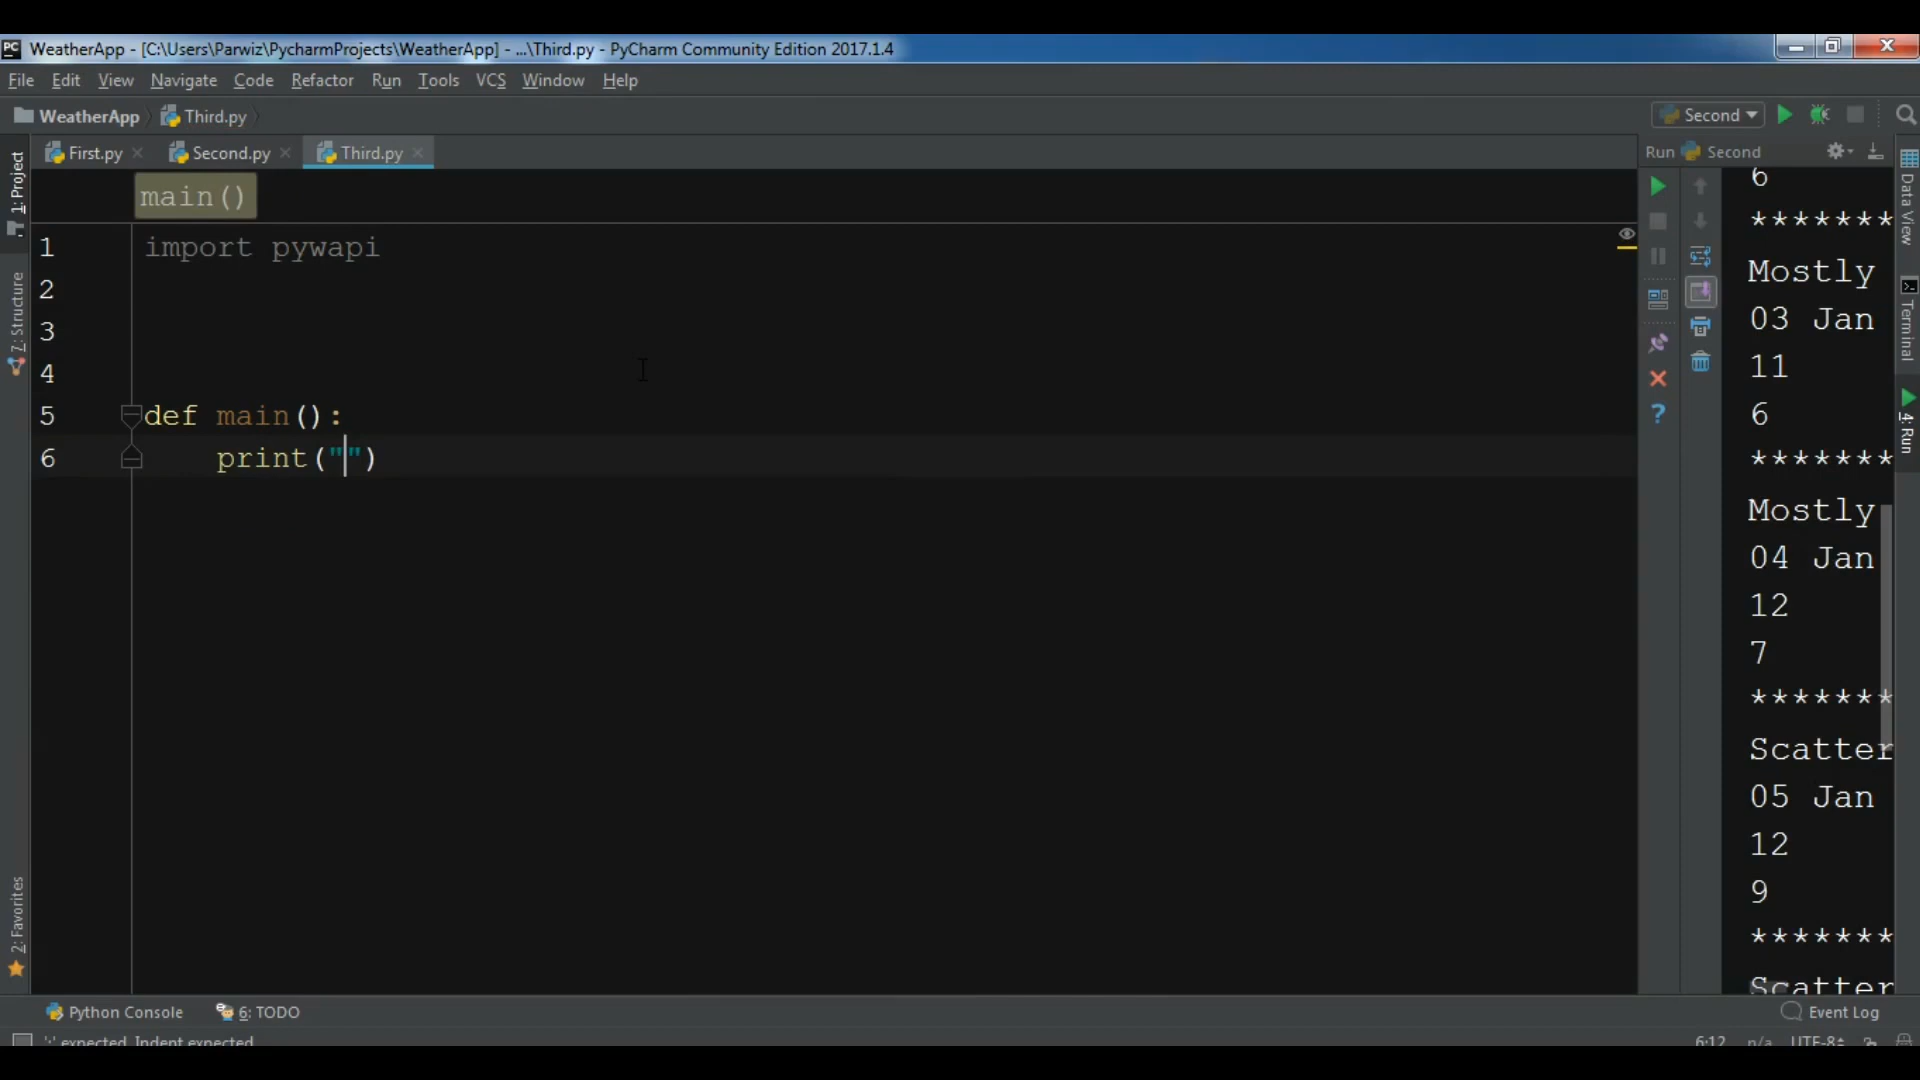 WeatherApp - [C:\Users\Parwiz\PycharmProjects\WeatherApp] - ...\Third.py - PyCharm Community Edition 2017.1.4
File Edit View Navigate Code Refactor Run Tools VCS Window Help
WeatherApp Third.py
Second
First.py Second.py Third.py
Run Second
main()
1 import pywapi
2
3
4
5 def main():
6 print("")
6
*******
Mostly
03 Jan
11
6
*******
Mostly
04 Jan
12
7
*******
Scatter
05 Jan
12
9
*******
Scatter
1: Project
7: Structure
2: Favorites
Data View
Terminal
4: Run
Python Console 6: TODO
Event Log
':' expected. Indent expected
6:12 n/a UTF-8